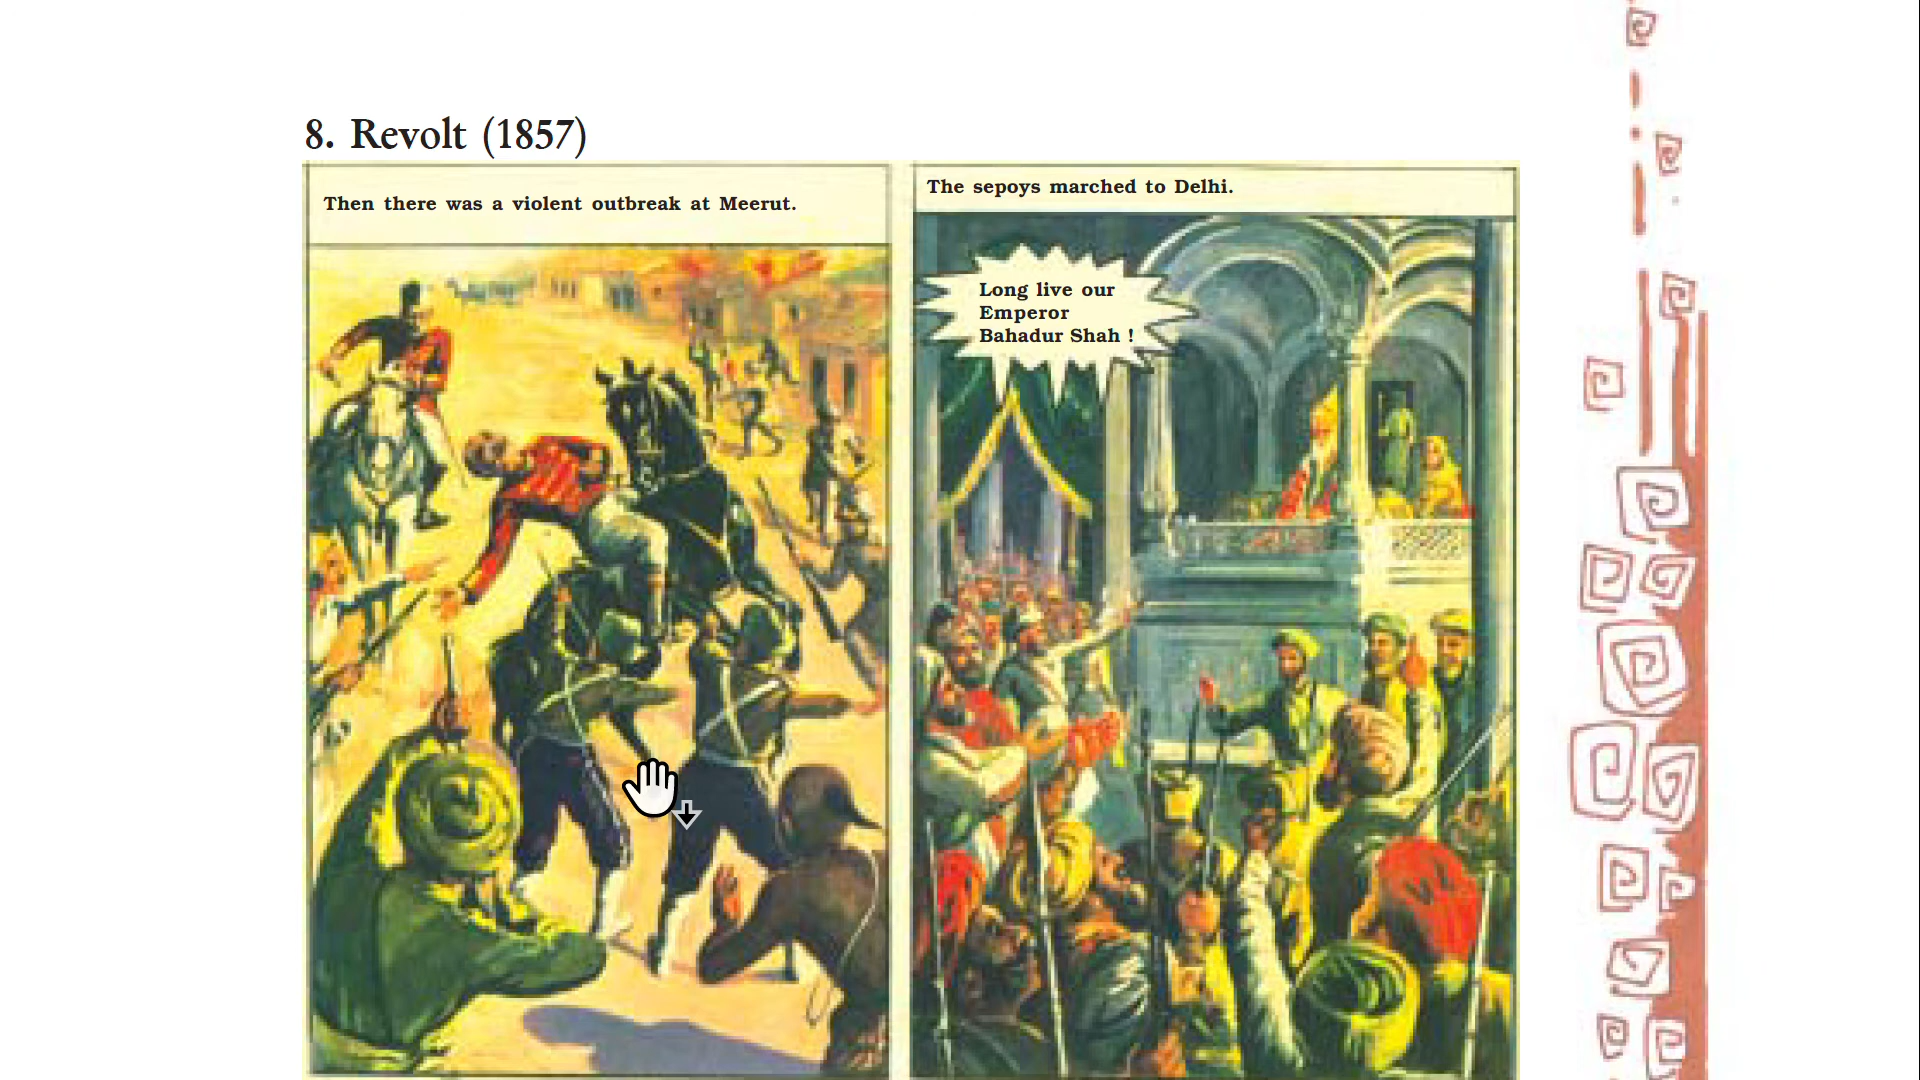 8. Revolt (1857)
Then there was a violent outbreak at Meerut.
The sepoys marched to Delhi.
Long live our
Emperor
Bahadur Shah !